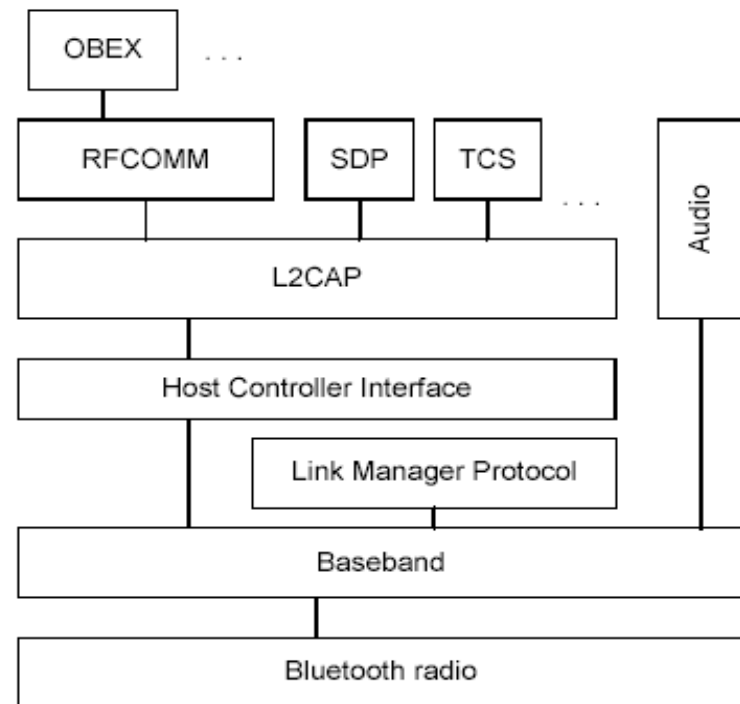 OBEX . . .
RFCOMM SDP TCS
. . .
Audio
L2CAP
Host Controller Interface
Link Manager Protocol
Baseband
Bluetooth radio